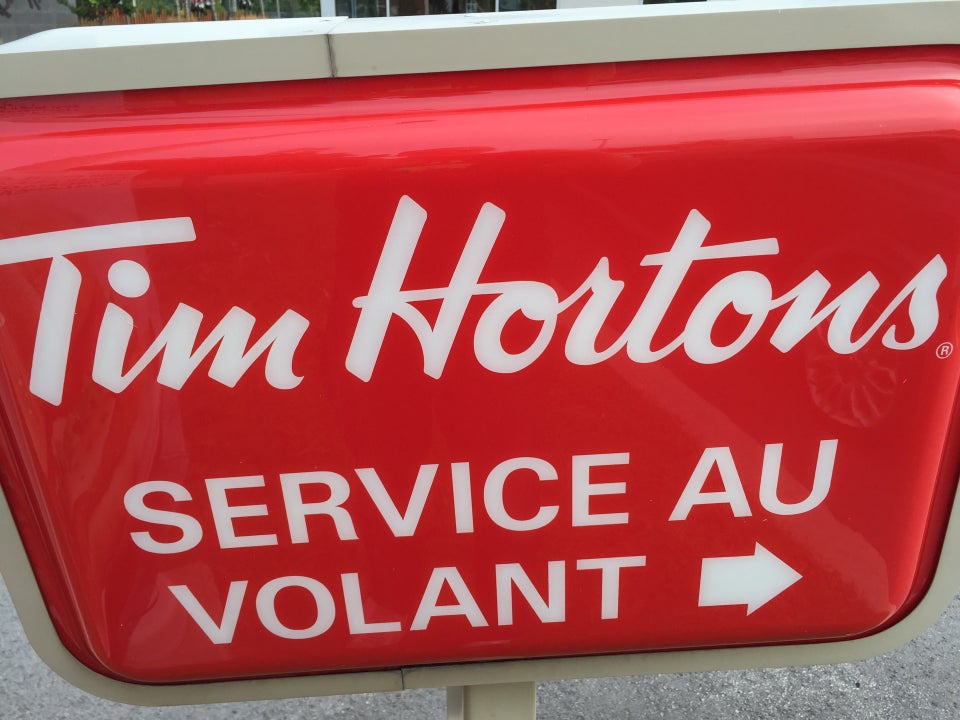 Tim Hortons®
SERVICE AU
VOLANT